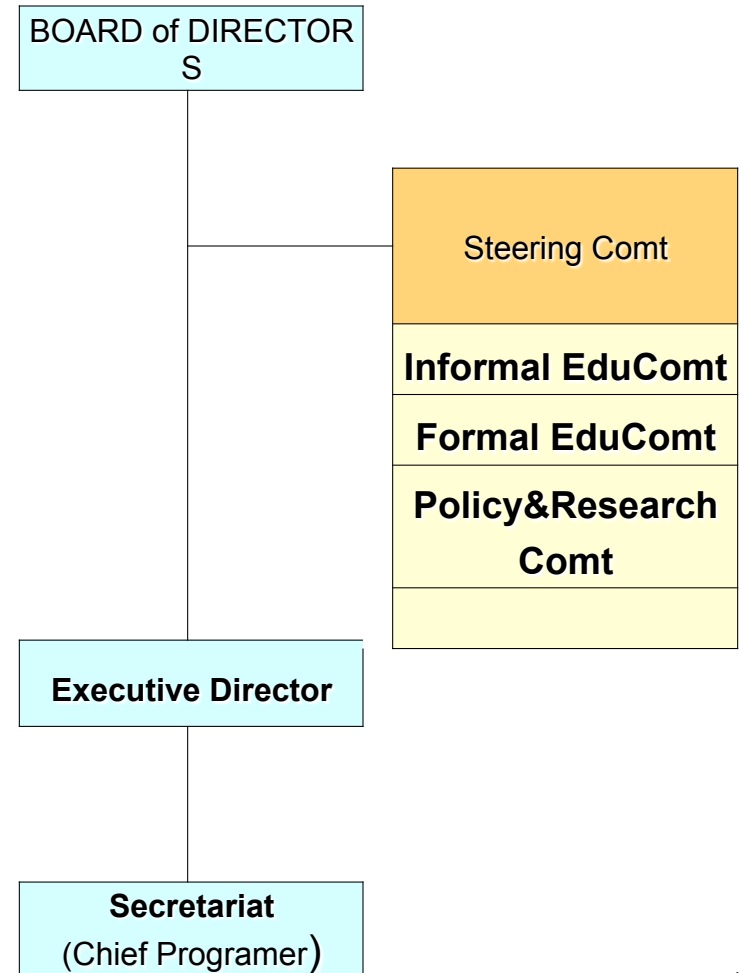 BOARD of DIRECTOR
S
Steering Comt
Informal EduComt
Formal EduComt
Policy&Research
Comt
Executive Director
Secretariat
(Chief Programer)